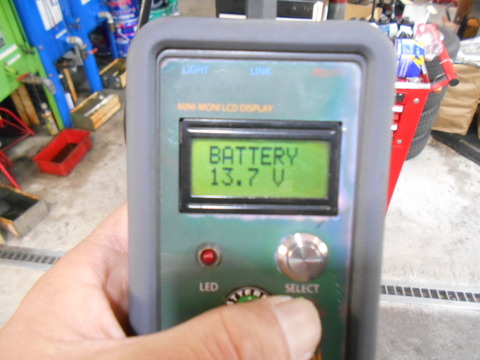 LIGHT LINK
MINI-MONI LCD DISPLAY
BATTERY
13.7 V
LED SELECT